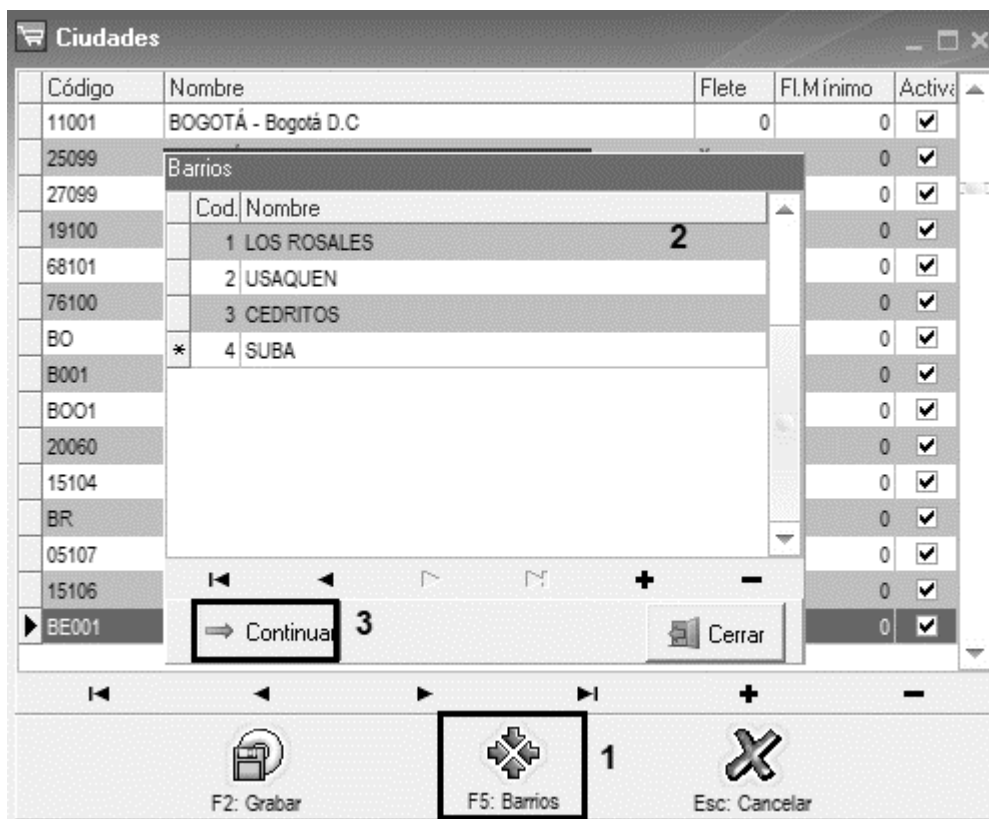 Ciudades
Código Nombre Flete Fl.Mínimo Activa
11001 BOGOTÁ - Bogotá D.C 0 0
25099 0
Barrios
27099 0
Cod. Nombre
19100 1 LOS ROSALES 2 0
68101 2 USAQUEN 0
76100 3 CEDRITOS 0
BO * 4 SUBA 0
B001 0
BOO1 0
20060 0
15104 0
BR 0
05107 0
15106 0
BE001 Continuar 3 Cerrar 0
1
F2: Grabar F5: Barrios Esc: Cancelar